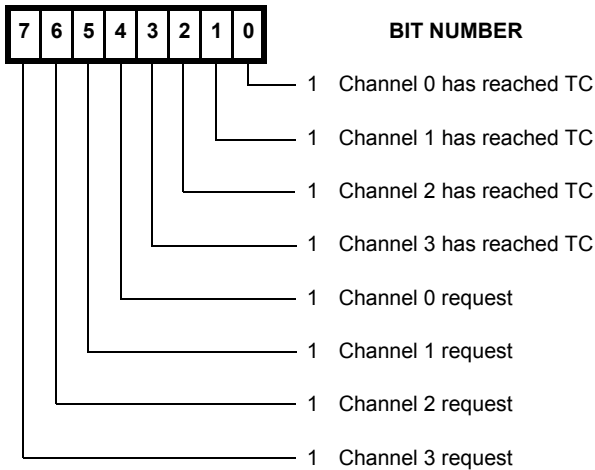 7 6 5 4 3 2 1 0 BIT NUMBER
1 Channel 0 has reached TC
1 Channel 1 has reached TC
1 Channel 2 has reached TC
1 Channel 3 has reached TC
1 Channel 0 request
1 Channel 1 request
1 Channel 2 request
1 Channel 3 request